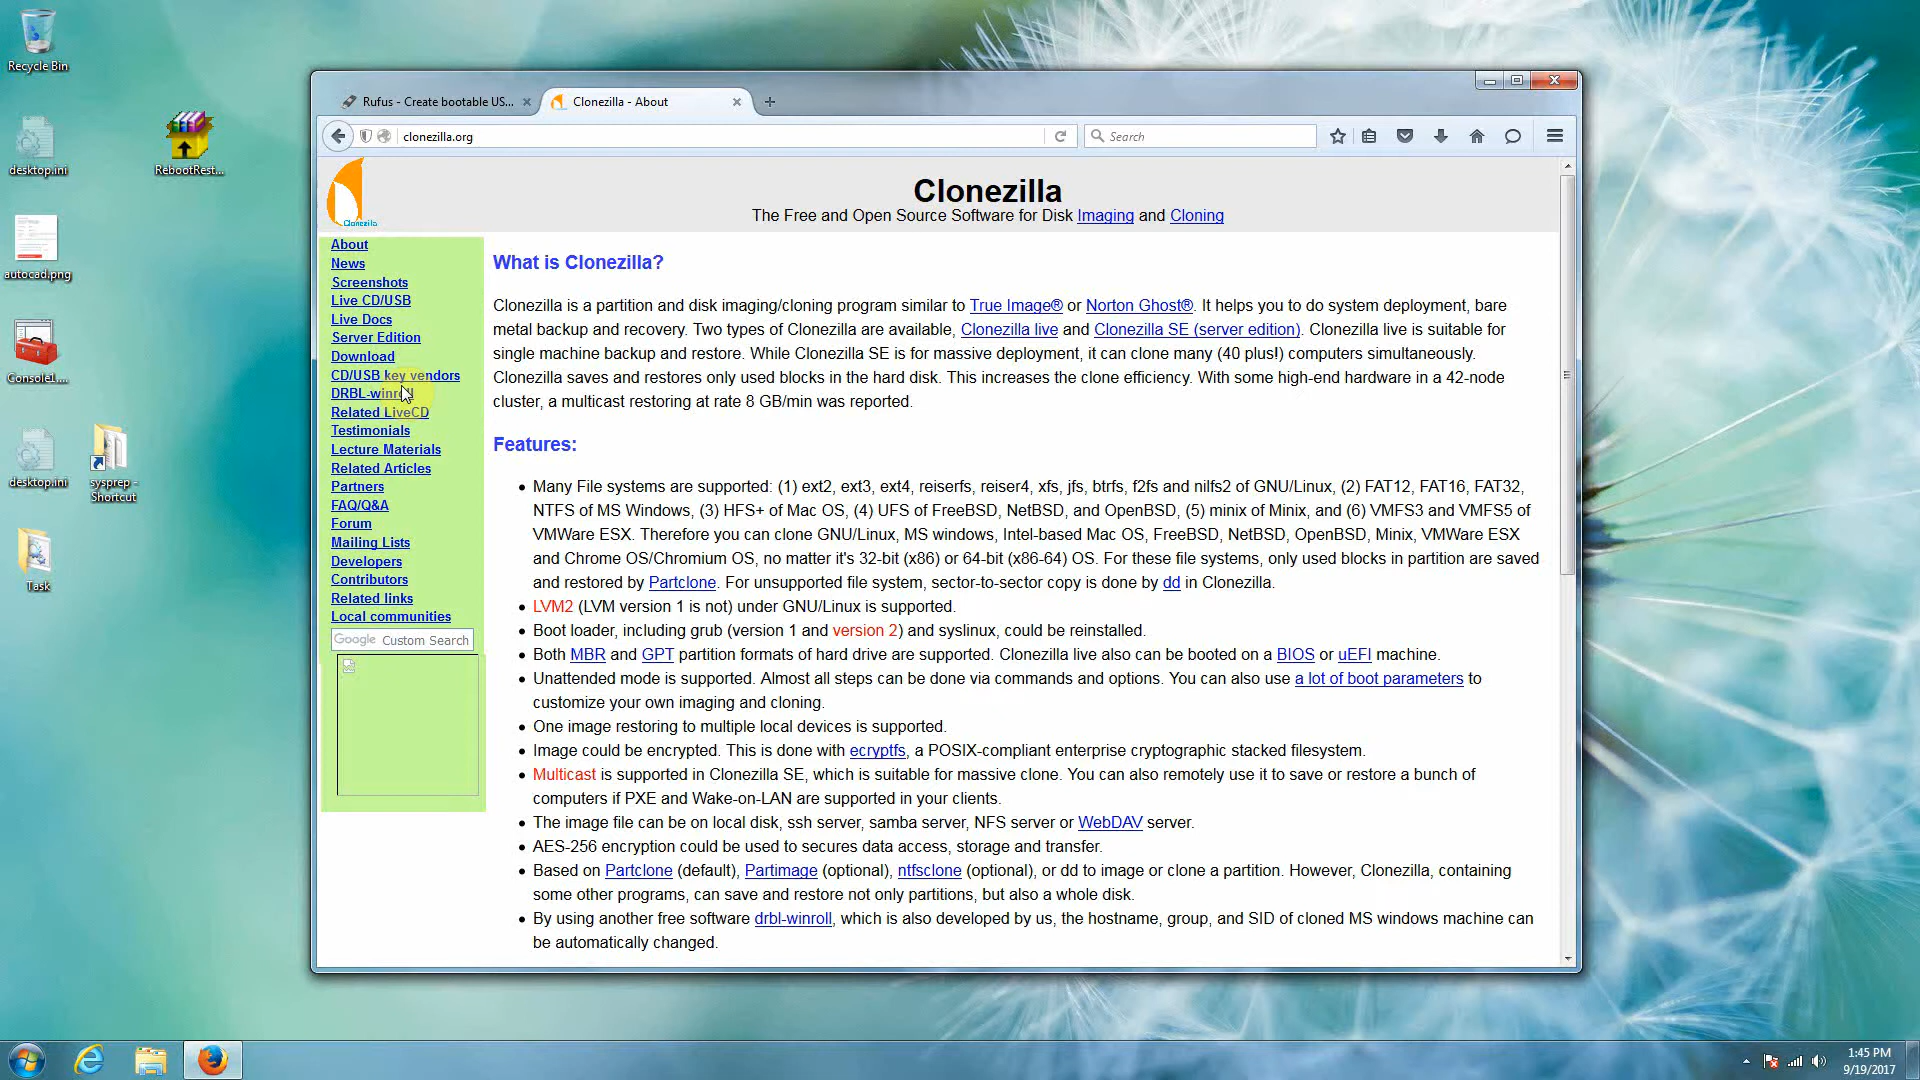 Recycle Bin
desktop.ini
RebootRest...
autocad.png
Console1....
desktop.ini
sysprep -
Shortcut
Task
Rufus - Create bootable US...
Clonezilla - About
clonezilla.org
Search
Clonezilla
Clonezilla
The Free and Open Source Software for Disk Imaging and Cloning
About
News
Screenshots
Live CD/USB
Live Docs
Server Edition
Download
CD/USB key vendors
DRBL-winroll
Related LiveCD
Testimonials
Lecture Materials
Related Articles
Partners
FAQ/Q&A
Forum
Mailing Lists
Developers
Contributors
Related links
Local communities
Google Custom Search
What is Clonezilla?
Clonezilla is a partition and disk imaging/cloning program similar to True Image® or Norton Ghost®. It helps you to do system deployment, bare
metal backup and recovery. Two types of Clonezilla are available, Clonezilla live and Clonezilla SE (server edition). Clonezilla live is suitable for
single machine backup and restore. While Clonezilla SE is for massive deployment, it can clone many (40 plus!) computers simultaneously.
Clonezilla saves and restores only used blocks in the hard disk. This increases the clone efficiency. With some high-end hardware in a 42-node
cluster, a multicast restoring at rate 8 GB/min was reported.
Features:
• Many File systems are supported: (1) ext2, ext3, ext4, reiserfs, reiser4, xfs, jfs, btrfs, f2fs and nilfs2 of GNU/Linux, (2) FAT12, FAT16, FAT32,
NTFS of MS Windows, (3) HFS+ of Mac OS, (4) UFS of FreeBSD, NetBSD, and OpenBSD, (5) minix of Minix, and (6) VMFS3 and VMFS5 of
VMWare ESX. Therefore you can clone GNU/Linux, MS windows, Intel-based Mac OS, FreeBSD, NetBSD, OpenBSD, Minix, VMWare ESX
and Chrome OS/Chromium OS, no matter it's 32-bit (x86) or 64-bit (x86-64) OS. For these file systems, only used blocks in partition are saved
and restored by Partclone. For unsupported file system, sector-to-sector copy is done by dd in Clonezilla.
• LVM2 (LVM version 1 is not) under GNU/Linux is supported.
• Boot loader, including grub (version 1 and version 2) and syslinux, could be reinstalled.
• Both MBR and GPT partition formats of hard drive are supported. Clonezilla live also can be booted on a BIOS or uEFI machine.
• Unattended mode is supported. Almost all steps can be done via commands and options. You can also use a lot of boot parameters to
customize your own imaging and cloning.
• One image restoring to multiple local devices is supported.
• Image could be encrypted. This is done with ecryptfs, a POSIX-compliant enterprise cryptographic stacked filesystem.
• Multicast is supported in Clonezilla SE, which is suitable for massive clone. You can also remotely use it to save or restore a bunch of
computers if PXE and Wake-on-LAN are supported in your clients.
• The image file can be on local disk, ssh server, samba server, NFS server or WebDAV server.
• AES-256 encryption could be used to secures data access, storage and transfer.
• Based on Partclone (default), Partimage (optional), ntfsclone (optional), or dd to image or clone a partition. However, Clonezilla, containing
some other programs, can save and restore not only partitions, but also a whole disk.
• By using another free software drbl-winroll, which is also developed by us, the hostname, group, and SID of cloned MS windows machine can
be automatically changed.
1:45 PM
9/19/2017